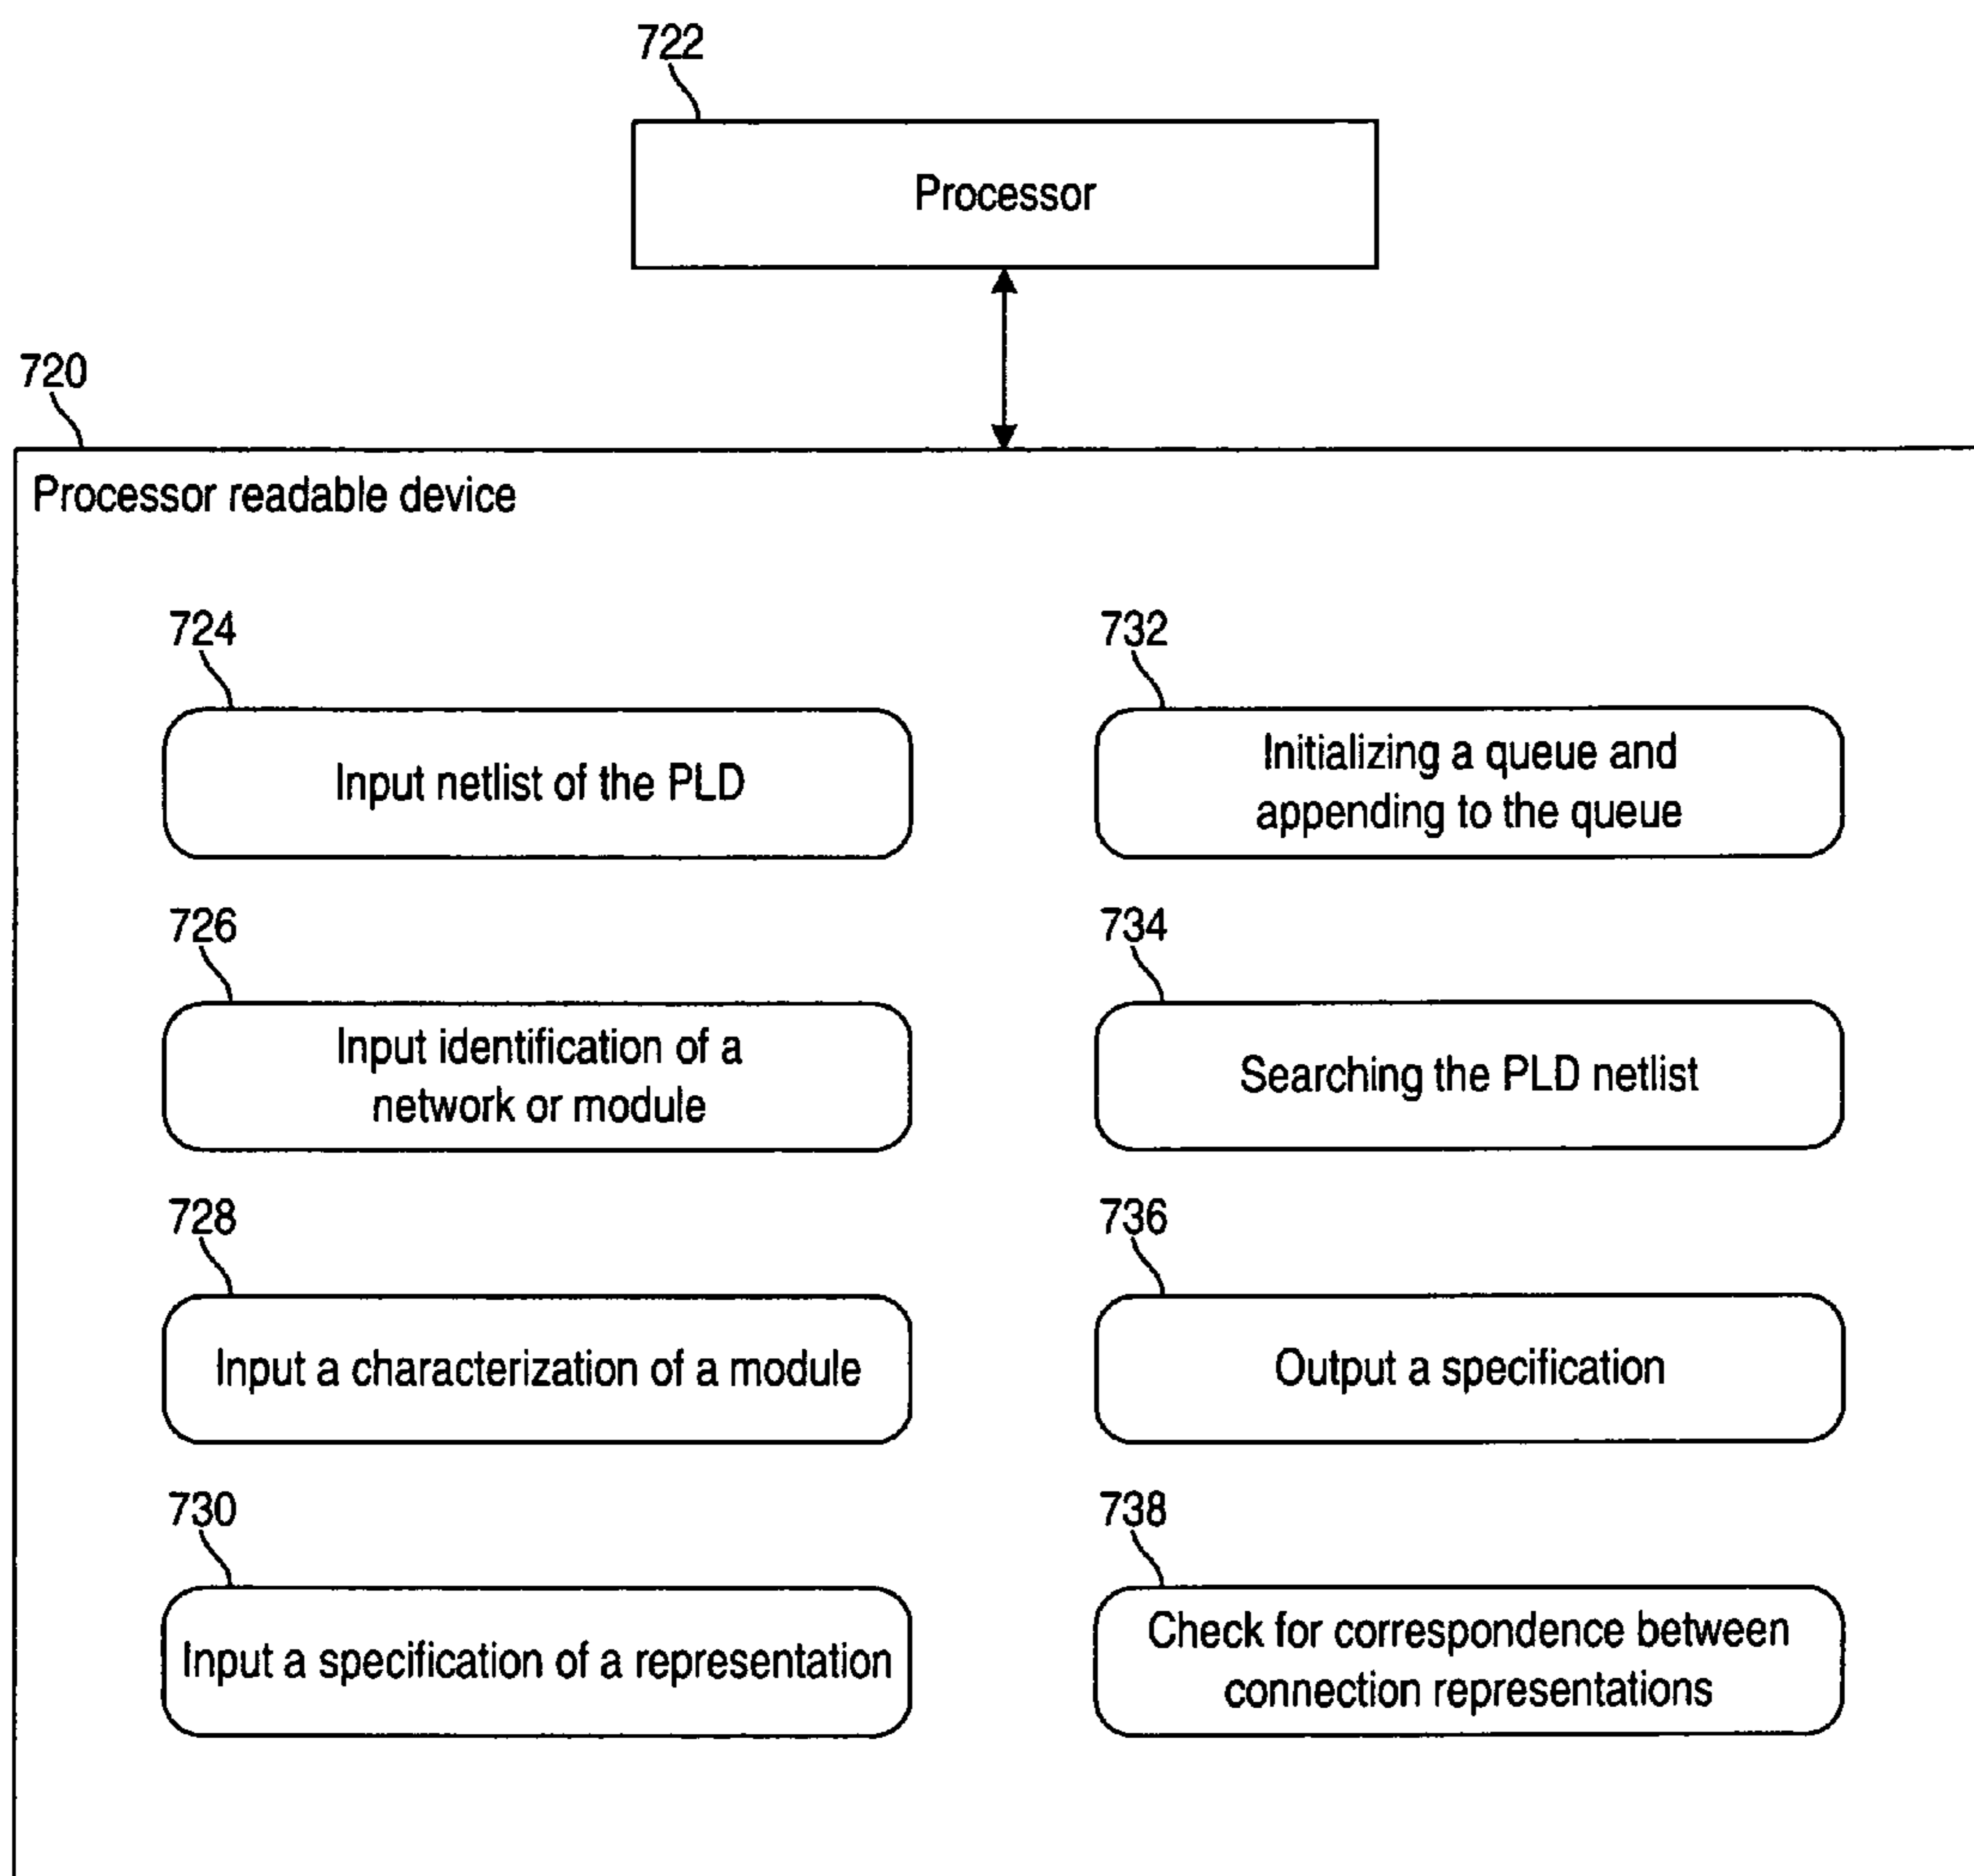 722
Processor
720
Processor readable device
724
Input netlist of the PLD
726
Input identification of a
network or module
728
Input a characterization of a module
730
Input a specification of a representation
732
Initializing a queue and
appending to the queue
734
Searching the PLD netlist
736
Output a specification
738
Check for correspondence between
connection representations